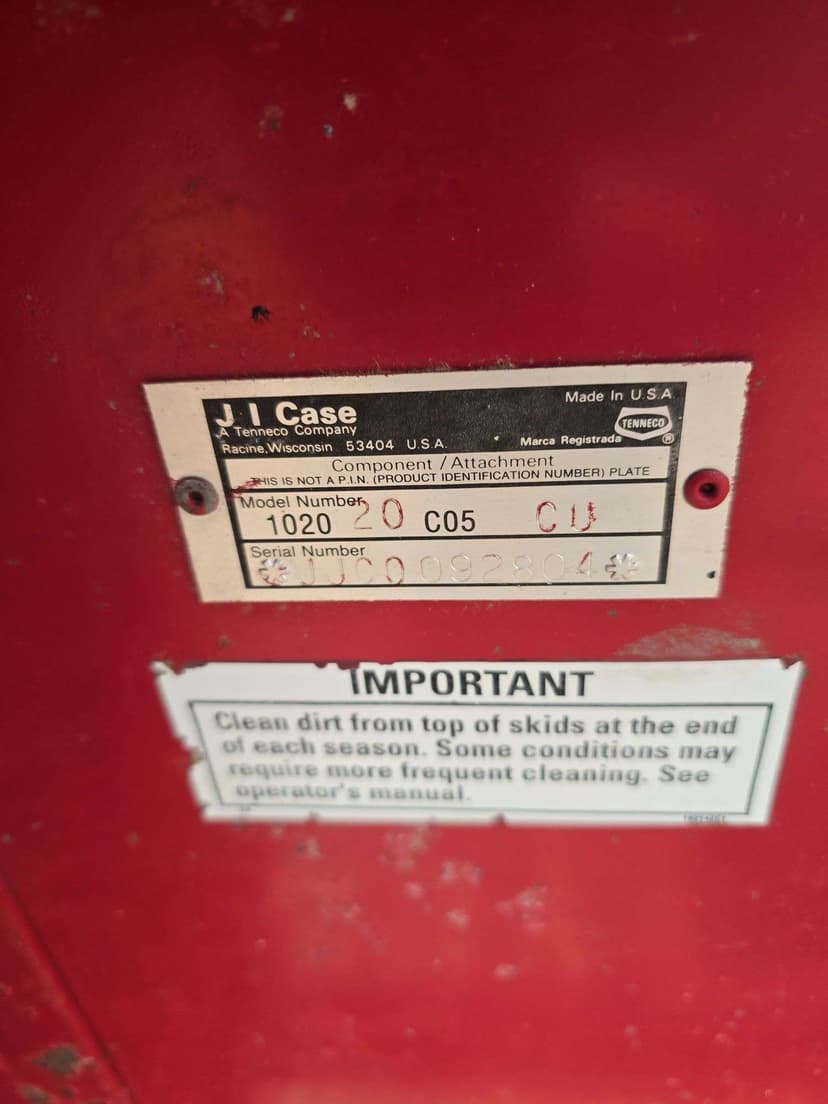 J I Case
A Tenneco Company
Racine, Wisconsin 53404 U.S.A.
Made In U.S.A
TENNECO
Marca Registrada ®
Component / Attachment
THIS IS NOT A P.I.N. (PRODUCT IDENTIFICATION NUMBER) PLATE
Model Number
1020 20 C05 CU
Serial Number
*JJC0092804*
IMPORTANT
Clean dirt from top of skids at the end
of each season. Some conditions may
require more frequent cleaning. See
operator's manual.